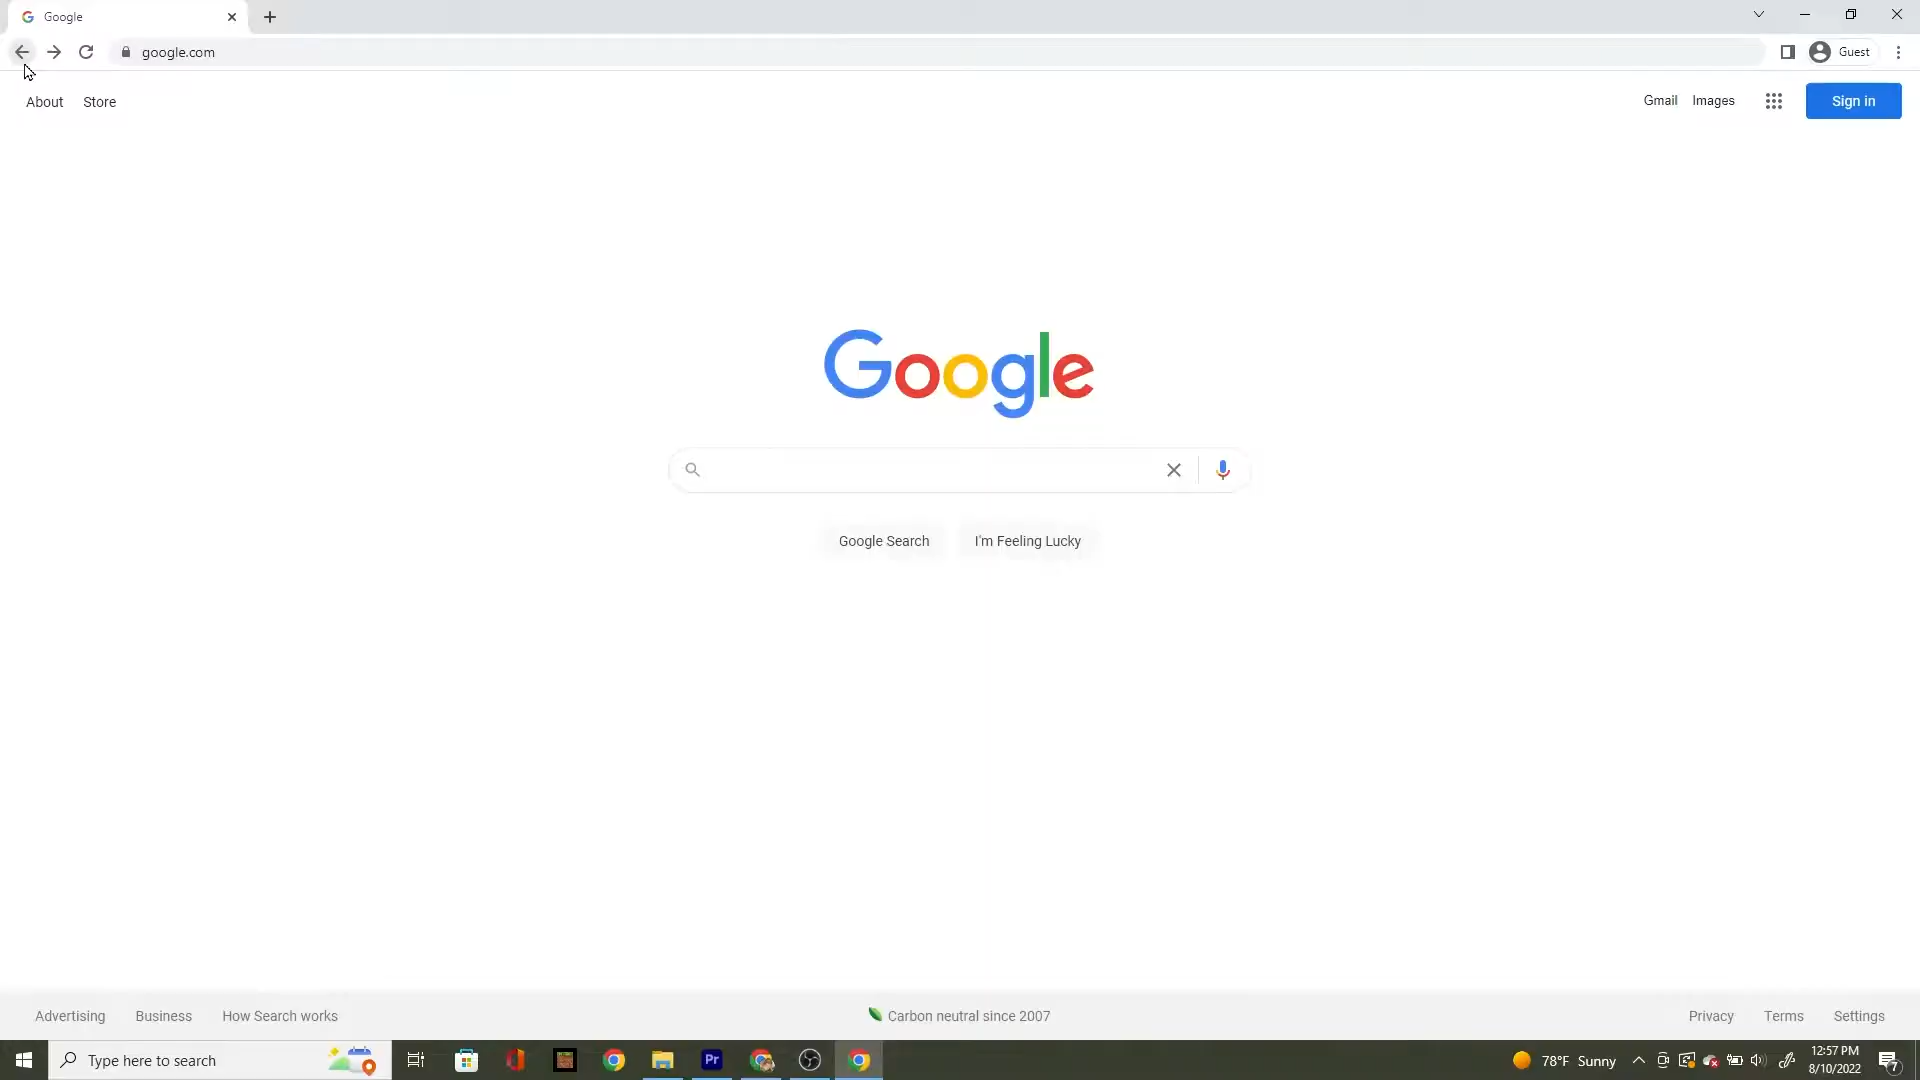 Google
google.com
Guest
About Store
Gmail Images
Sign in
Google
Google Search I'm Feeling Lucky
Advertising Business How Search works
Carbon neutral since 2007
Privacy Terms Settings
Type here to search
Pr
78°F Sunny
12:57 PM
8/10/2022
7